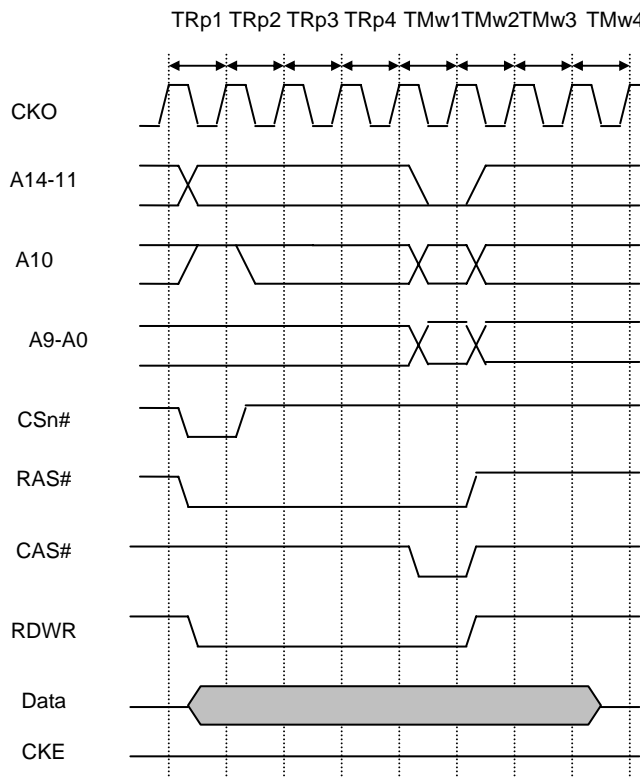 TRp1 TRp2 TRp3 TRp4 TMw1TMw2TMw3 TMw4
CKO
A14-11
A10
A9-A0
CSn#
RAS#
CAS#
RDWR
Data
CKE